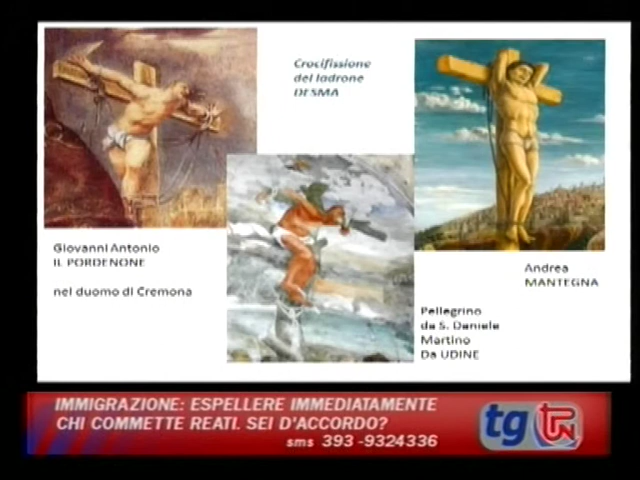 Crocifissione
del ladrone
DESMA
Giovanni Antonio
IL PORDENONE
nel duomo di Cremona
Andrea
MANTEGNA
Pellegrino
da S. Daniele
Martino
Da UDINE
IMMIGRAZIONE: ESPELLERE IMMEDIATAMENTE
CHI COMMETTE REATI. SEI D'ACCORDO?
sms 393 -9324336
tg TPN